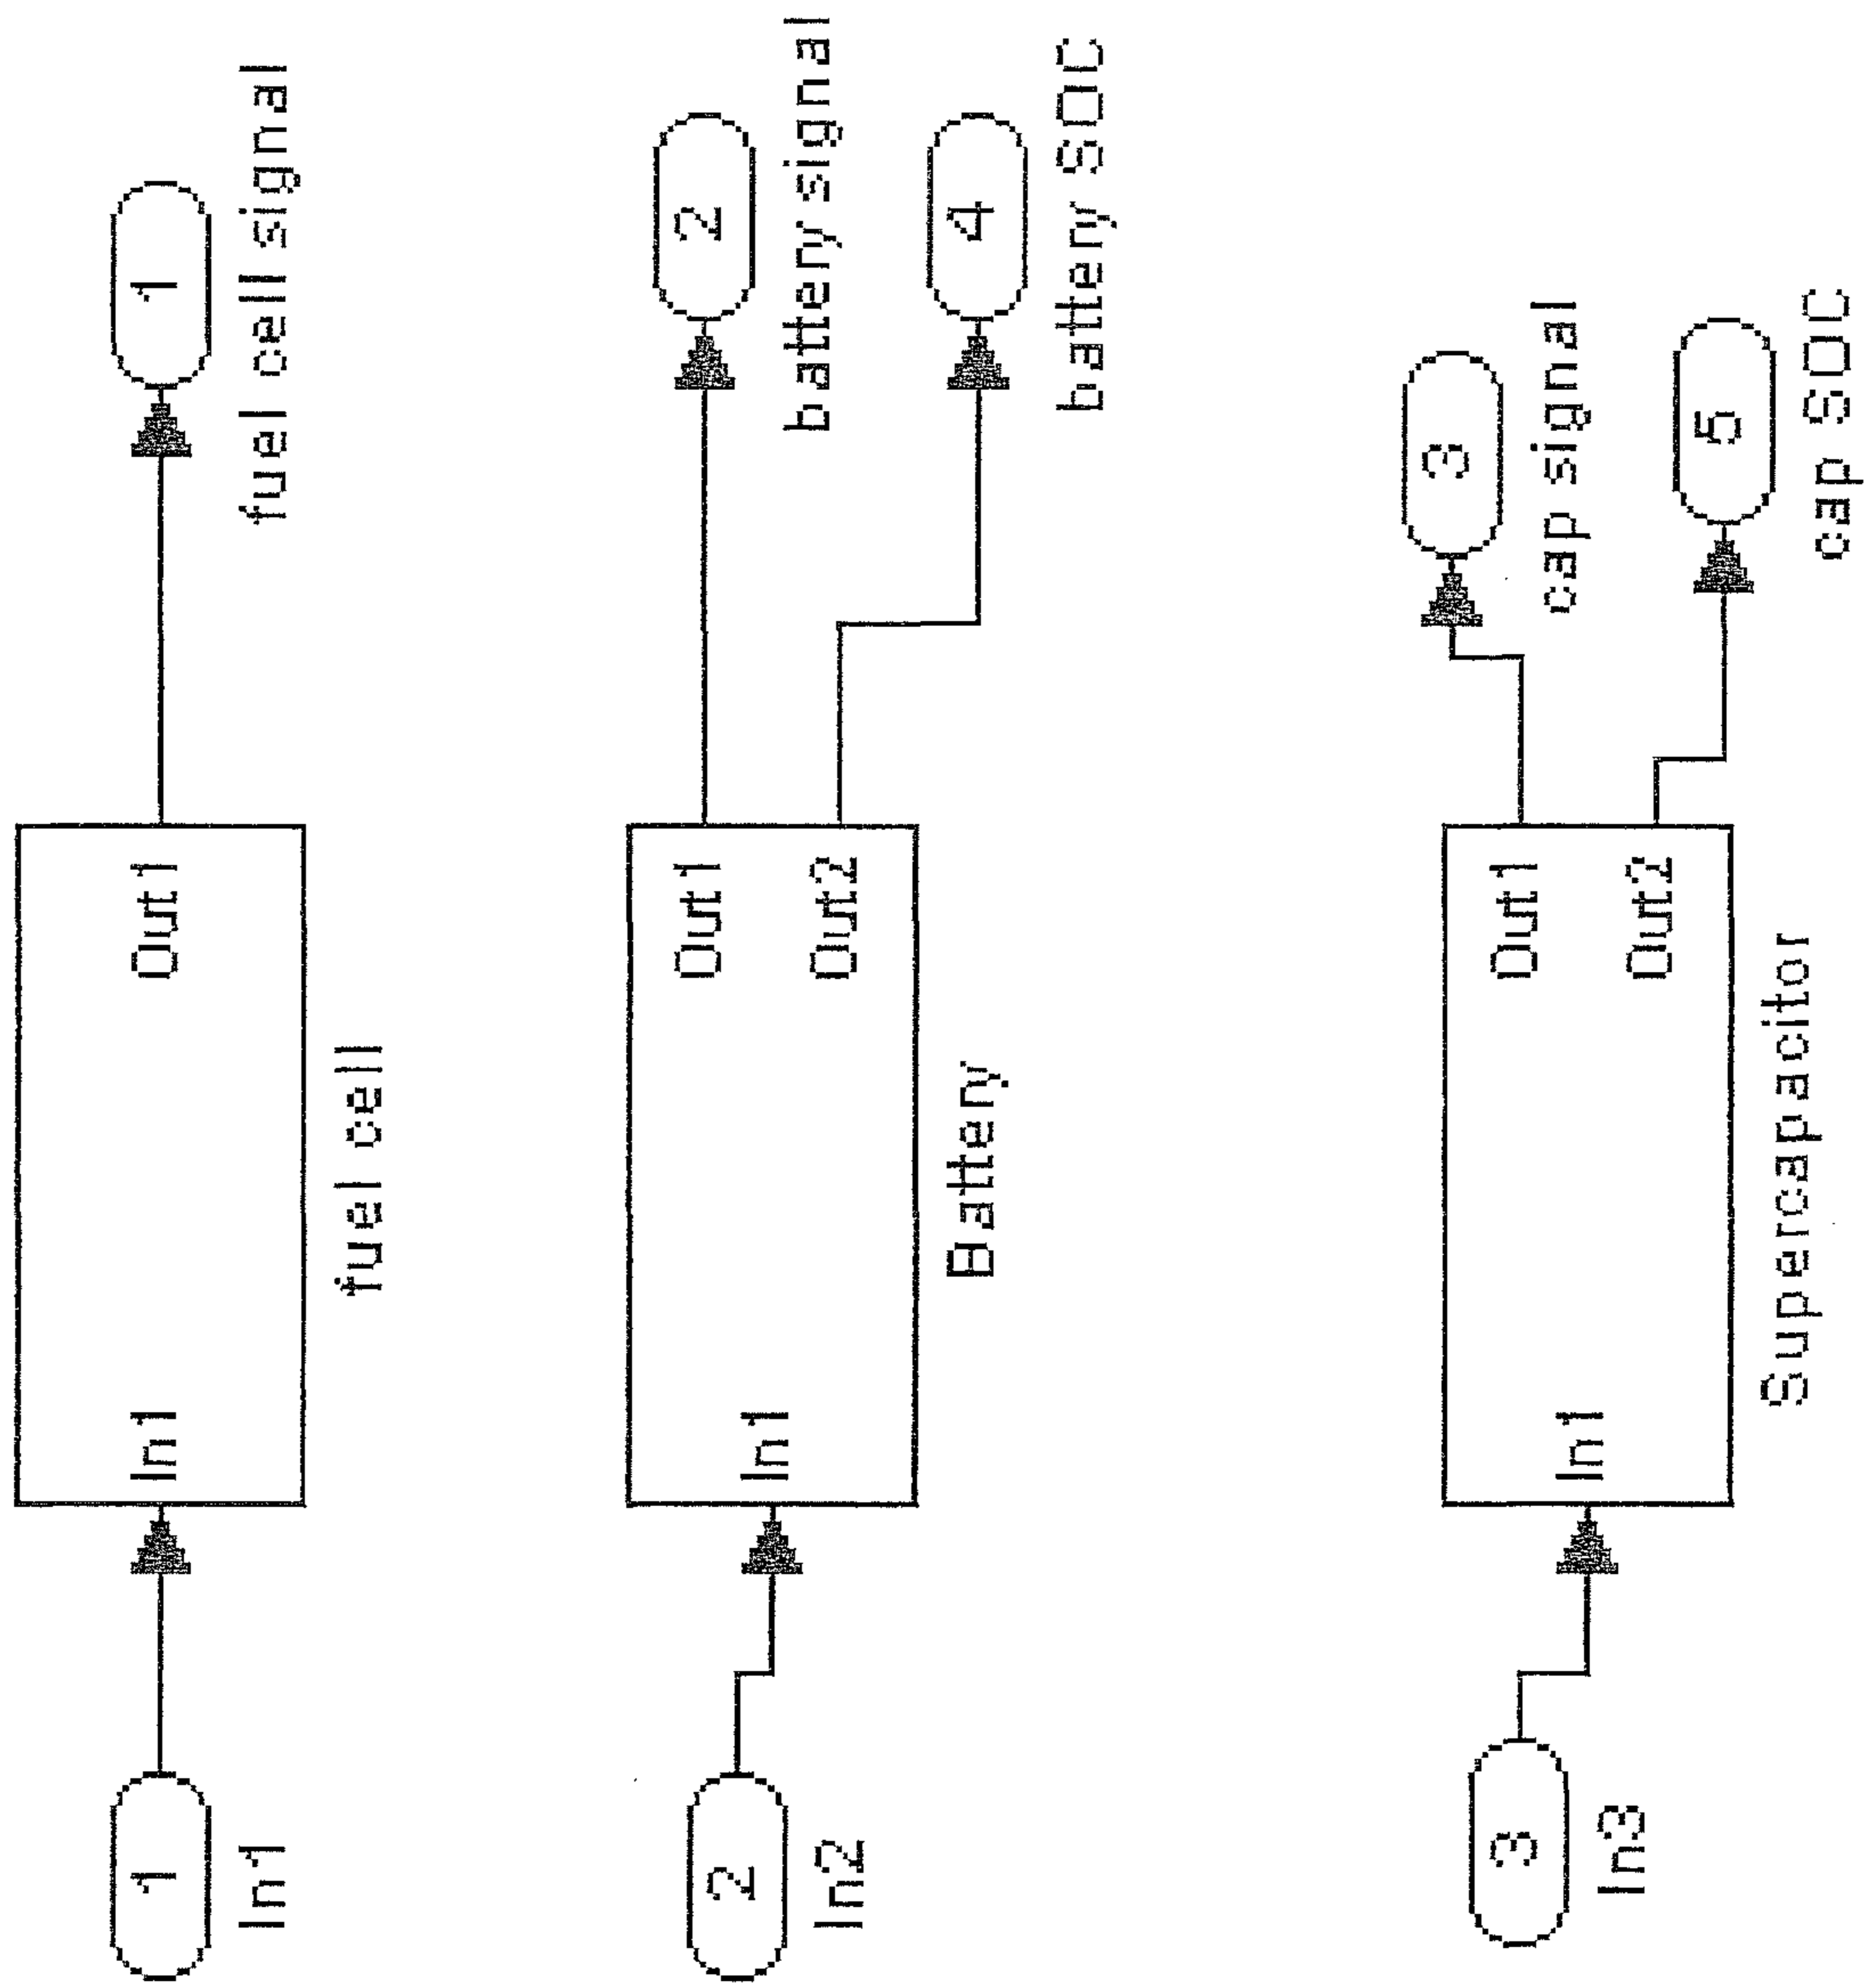 1
In1
In1
Out1
fuel cell
1
fuel cell signal
2
In2
In1
Out1
Out2
Battery
2
battery signal
4
battery SOC
3
In3
In1
Out1
Out2
Supercapacitor
3
cap signal
5
cap SOC